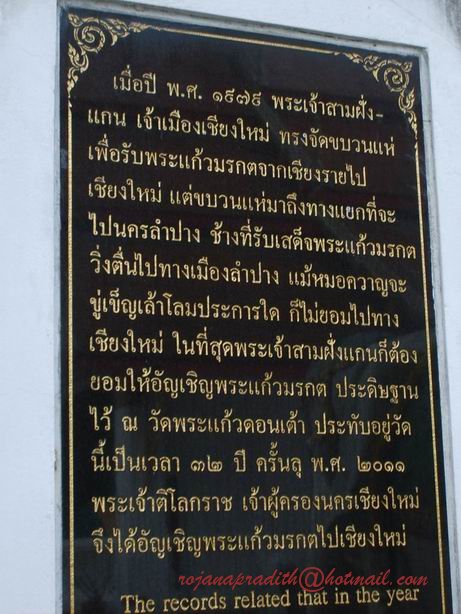 เมื่อปี พ.ศ. ๑๙๗๙ พระเจ้าสามฝั่ง-
แกน เจ้าเมืองเชียงใหม่ ทรงจัดขบวนแห่
เพื่อรับพระแก้วมรกตจากเชียงรายไป
เชียงใหม่ แต่ขบวนแห่มาถึงทางแยกที่จะ
ไปนครลำปาง ช้างที่รับเสด็จพระแก้วมรกต
วิ่งตื่นไปทางเมืองลำปาง แม้หมอควาญจะ
ขู่เข็ญเล้าโลมประการใด ก็ไม่ยอมไปทาง
เชียงใหม่ ในที่สุดพระเจ้าสามฝั่งแกนก็ต้อง
ยอมให้อัญเชิญพระแก้วมรกต ประดิษฐาน
ไว้ ณ วัดพระแก้วดอนเต้า ประทับอยู่วัด
นี้เป็นเวลา ๓๒ ปี ครั้นลุ พ.ศ. ๒๐๑๑
พระเจ้าติโลกราช เจ้าผู้ครองนครเชียงใหม่
จึงได้อัญเชิญพระแก้วมรกตไปเชียงใหม่
rojanapradith@hotmail.com
The records related that in the year